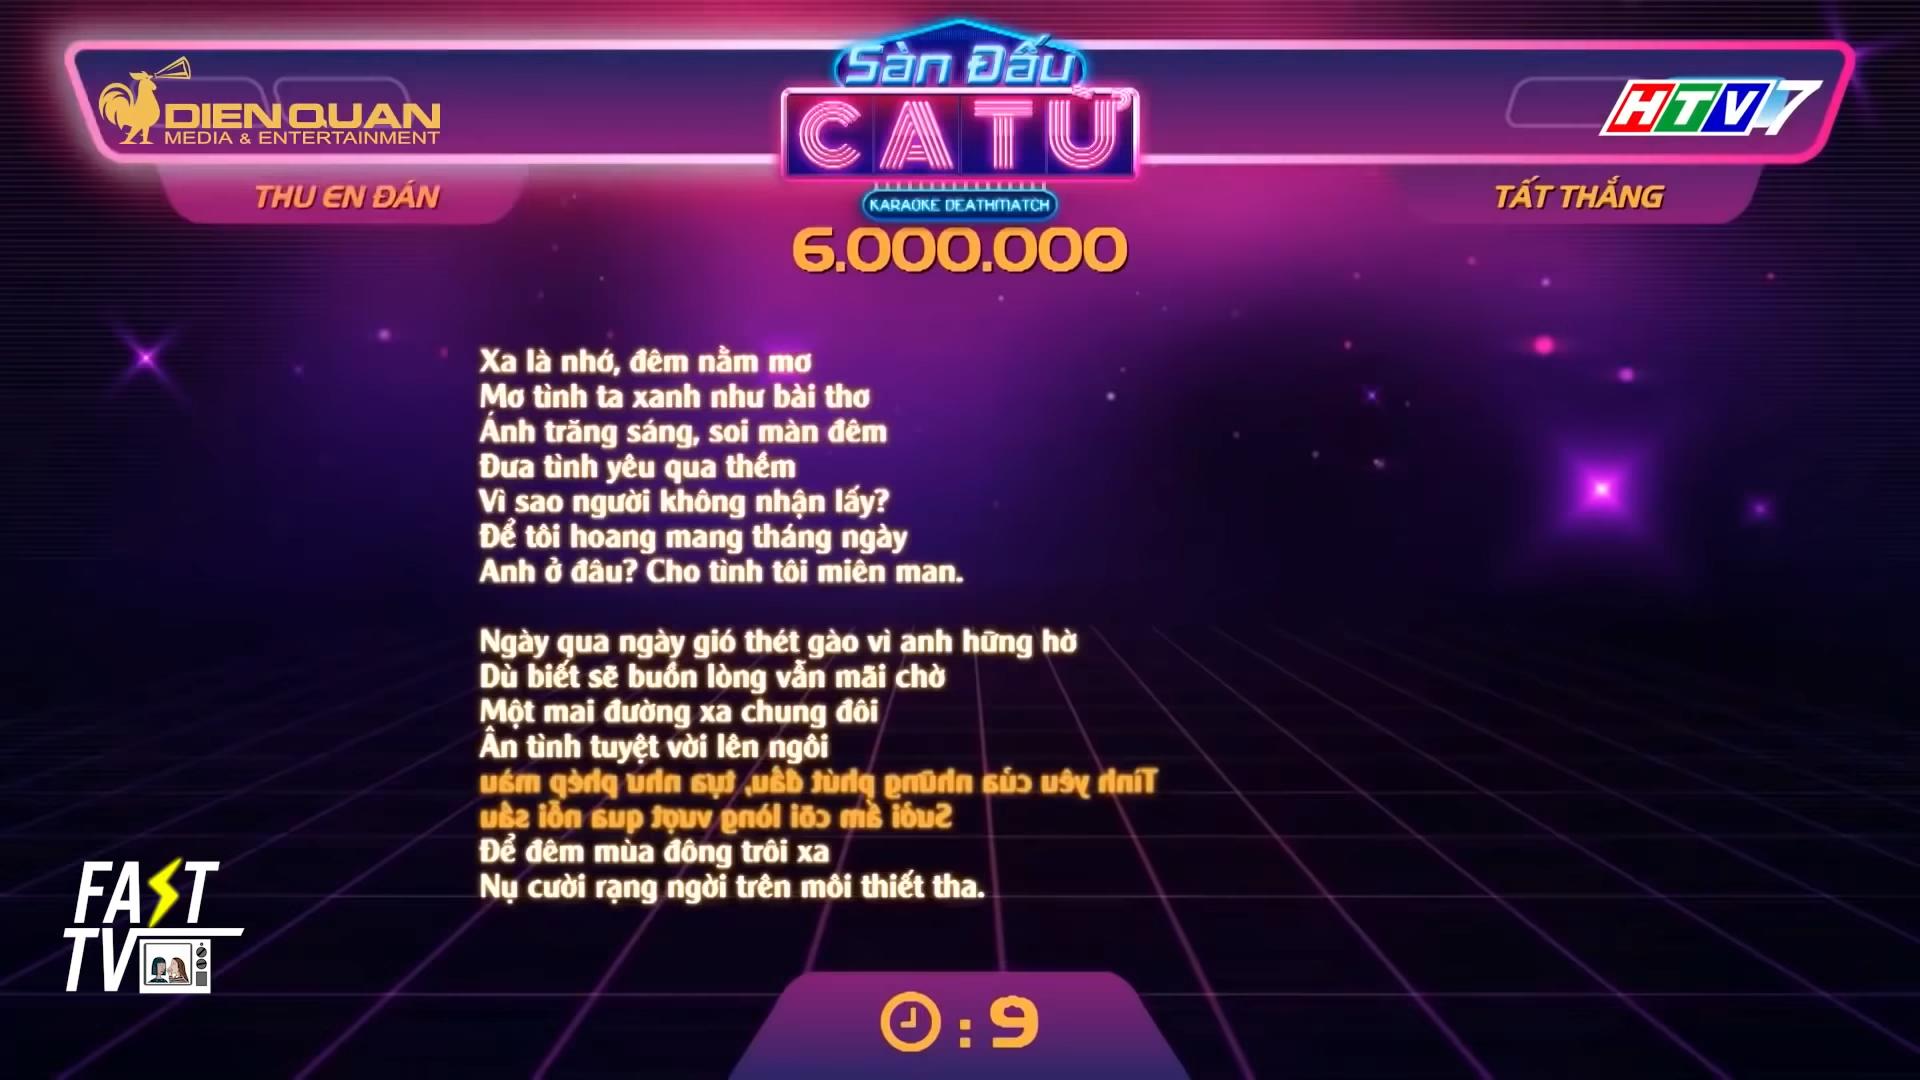 Sàn Đấu
CA TỪ
KARAOKE DEATHMATCH
DIEN QUAN
MEDIA & ENTERTAINMENT
HTV7
THU EN ĐÁN
TẤT THẮNG
6.000.000
Xa là nhớ, đêm nằm mơ
Mơ tình ta xanh như bài thơ
Ánh trăng sáng, soi màn đêm
Đưa tình yêu qua thềm
Vì sao người không nhận lấy?
Để tôi hoang mang tháng ngày
Anh ở đâu? Cho tình tôi miên man.
Ngày qua ngày gió thét gào vì anh hững hờ
Dù biết sẽ buồn lòng vẫn mãi chờ
Một mai đường xa chung đôi
Ân tình tuyệt vời lên ngôi
Tình yêu của những phút đầu, tựa như phép màu
Sưởi ấm cõi lòng vượt qua nỗi sầu
Để đêm mùa đông trôi xa
Nụ cười rạng ngời trên môi thiết tha.
FAST
TV
: 9